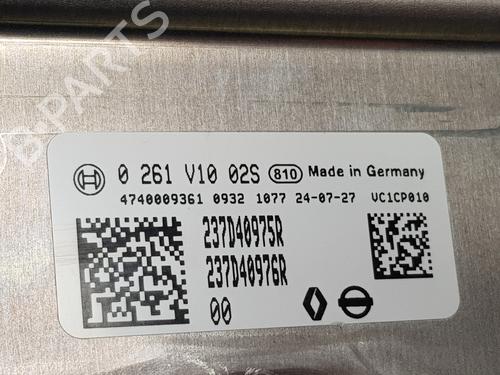 B-PARTS
0 261 V10 02S 810 Made in Germany
4740009361 0932 1077 24-07-27 VC1CP010
237D40975R
237D40976R
00